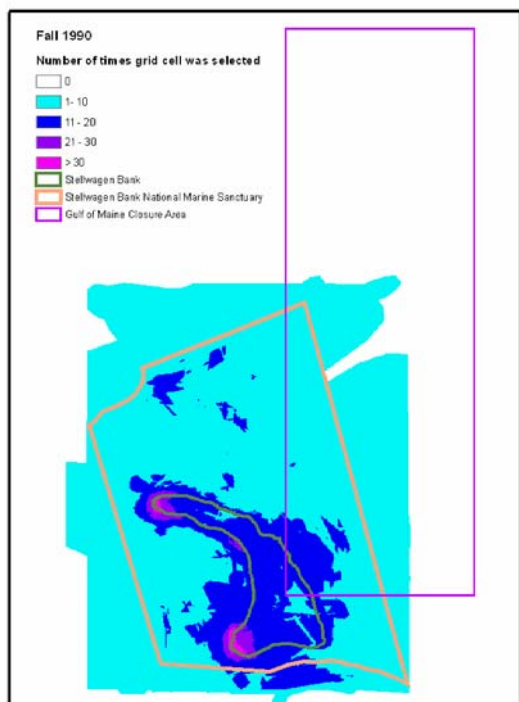 Fall 1990
Number of times grid cell was selected
0
1- 10
11 - 20
21 - 30
> 30
Stellwagen Bank
Stellwagen Bank National Marine Sanctuary
Gulf of Maine Closure Area